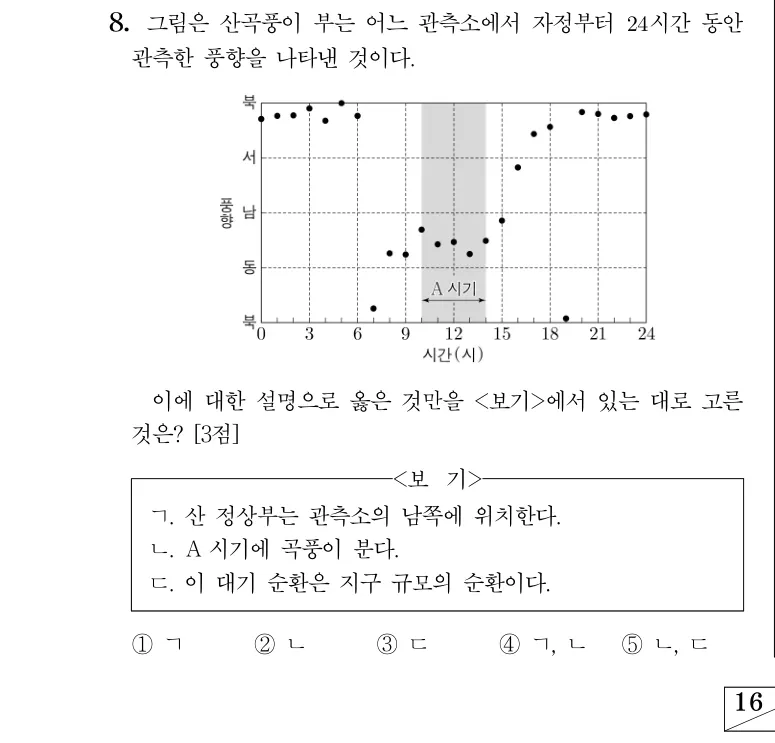 8. 그림은 산곡풍이 부는 어느 관측소에서 자정부터 24시간 동안
관측한 풍향을 나타낸 것이다.
북
서
풍향
남
동
북
A 시기
0 3 6 9 12 15 18 21 24
시간(시)
이에 대한 설명으로 옳은 것만을 <보기>에서 있는 대로 고른
것은? [3점]
<보 기>
ㄱ. 산 정상부는 관측소의 남쪽에 위치한다.
ㄴ. A 시기에 곡풍이 분다.
ㄷ. 이 대기 순환은 지구 규모의 순환이다.
① ㄱ ② ㄴ ③ ㄷ ④ ㄱ, ㄴ ⑤ ㄴ, ㄷ
16